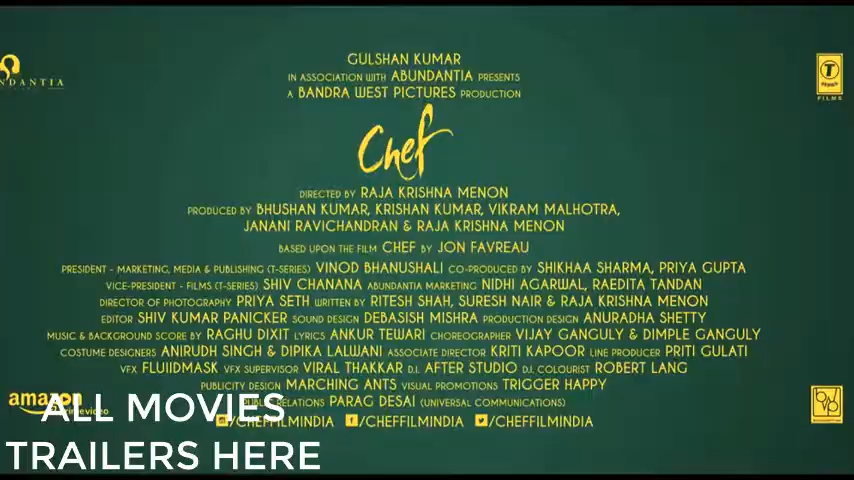 GULSHAN KUMAR
IN ASSOCIATION WITH ABUNDANTIA PRESENTS
A BANDRA WEST PICTURES PRODUCTION
NDANTIA
T
FILMS
Chef
DIRECTED BY RAJA KRISHNA MENON
PRODUCED BY BHUSHAN KUMAR, KRISHAN KUMAR, VIKRAM MALHOTRA,
JANANI RAVICHANDRAN & RAJA KRISHNA MENON
BASED UPON THE FILM CHEF BY JON FAVREAU
PRESIDENT - MARKETING, MEDIA & PUBLISHING (T-SERIES) VINOD BHANUSHALI CO-PRODUCED BY SHIKHAA SHARMA, PRIYA GUPTA
VICE-PRESIDENT - FILMS (T-SERIES) SHIV CHANANA ABUNDANTIA MARKETING NIDHI AGARWAL, RAEDITA TANDAN
DIRECTOR OF PHOTOGRAPHY PRIYA SETH WRITTEN BY RITESH SHAH, SURESH NAIR & RAJA KRISHNA MENON
EDITOR SHIV KUMAR PANICKER SOUND DESIGN DEBASISH MISHRA PRODUCTION DESIGN ANURADHA SHETTY
MUSIC & BACKGROUND SCORE BY RAGHU DIXIT LYRICS ANKUR TEWARI CHOREOGRAPHER VIJAY GANGULY & DIMPLE GANGULY
COSTUME DESIGNERS ANIRUDH SINGH & DIPIKA LALWANI ASSOCIATE DIRECTOR KRITI KAPOOR LINE PRODUCER PRITI GULATI
VFX FLUIIDMASK VFX SUPERVISOR VIRAL THAKKAR D.I. AFTER STUDIO D.I. COLOURIST ROBERT LANG
PUBLICITY DESIGN MARCHING ANTS VISUAL PROMOTIONS TRIGGER HAPPY
RELATIONS PARAG DESAI (UNIVERSAL COMMUNICATIONS)
/CHEFFILMINDIA f/CHEFFILMINDIA /CHEFFILMINDIA
amazon
prime video
bwp
ALL MOVIES
TRAILERS HERE